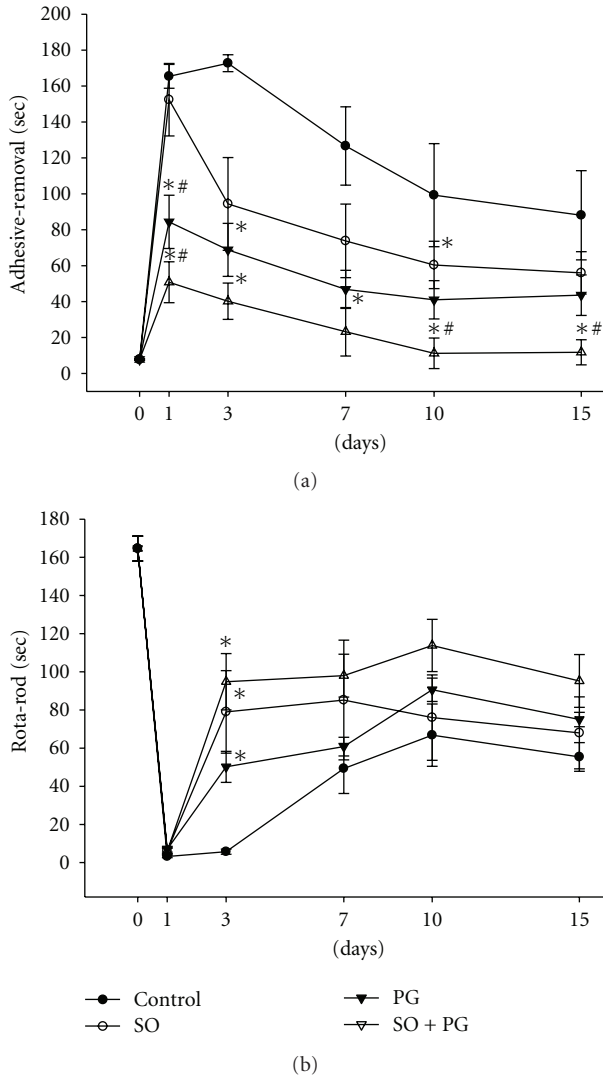 200
180
160
140
120
100
80
60
40
20
0
Adhesive-removal (sec)
∗#
∗#
∗
∗
∗
∗
∗#
∗#
0 1 3 7 10 15
(days)
(a)
180
160
140
120
100
80
60
40
20
0
Rota-rod (sec)
∗
∗
∗
0 1 3 7 10 15
(days)
Control
SO
PG
SO + PG
(b)